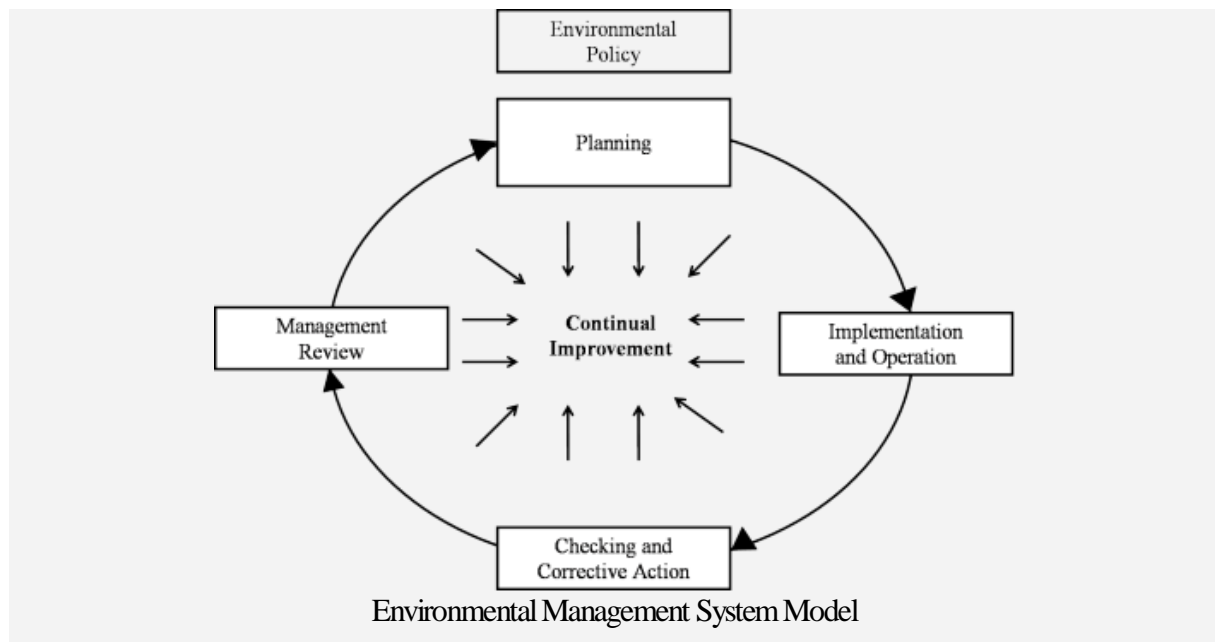 Environmental
Policy
Planning
Management
Review
Continual
Improvement
Implementation
and Operation
Checking and
Corrective Action
Environmental Management System Model